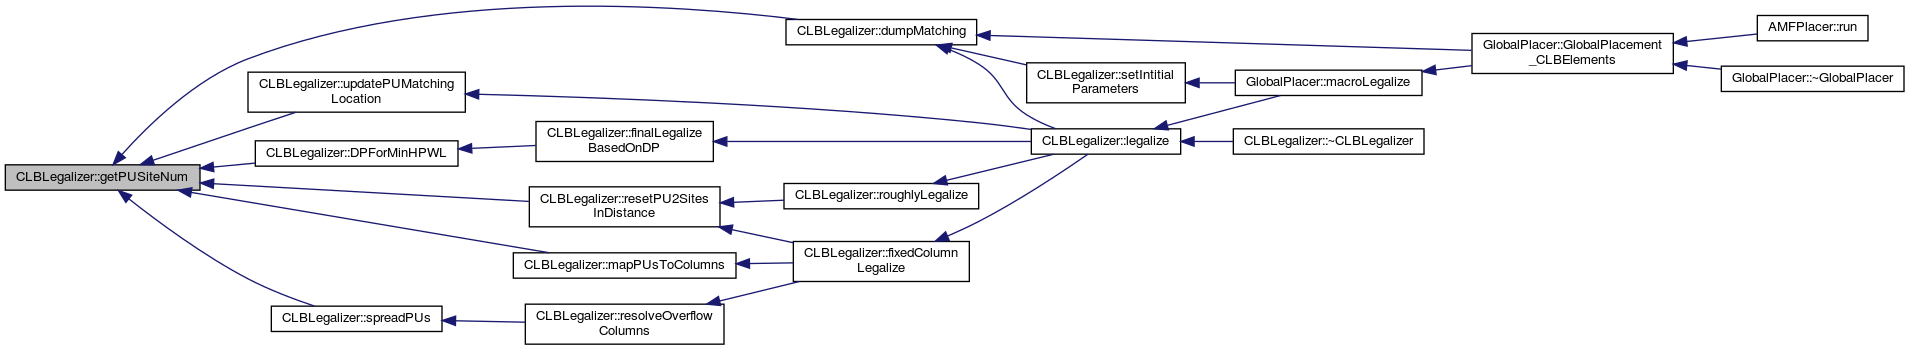 CLBLegalizer::getPUSiteNum
CLBLegalizer::updatePUMatching
Location
CLBLegalizer::DPForMinHPWL
CLBLegalizer::spreadPUs
CLBLegalizer::finalLegalize
BasedOnDP
CLBLegalizer::resetPU2Sites
InDistance
CLBLegalizer::mapPUsToColumns
CLBLegalizer::resolveOverflow
Columns
CLBLegalizer::dumpMatching
CLBLegalizer::roughlyLegalize
CLBLegalizer::fixedColumn
Legalize
CLBLegalizer::setIntitial
Parameters
CLBLegalizer::legalize
GlobalPlacer::macroLegalize
CLBLegalizer::~CLBLegalizer
GlobalPlacer::GlobalPlacement
_CLBElements
AMFPlacer::run
GlobalPlacer::~GlobalPlacer